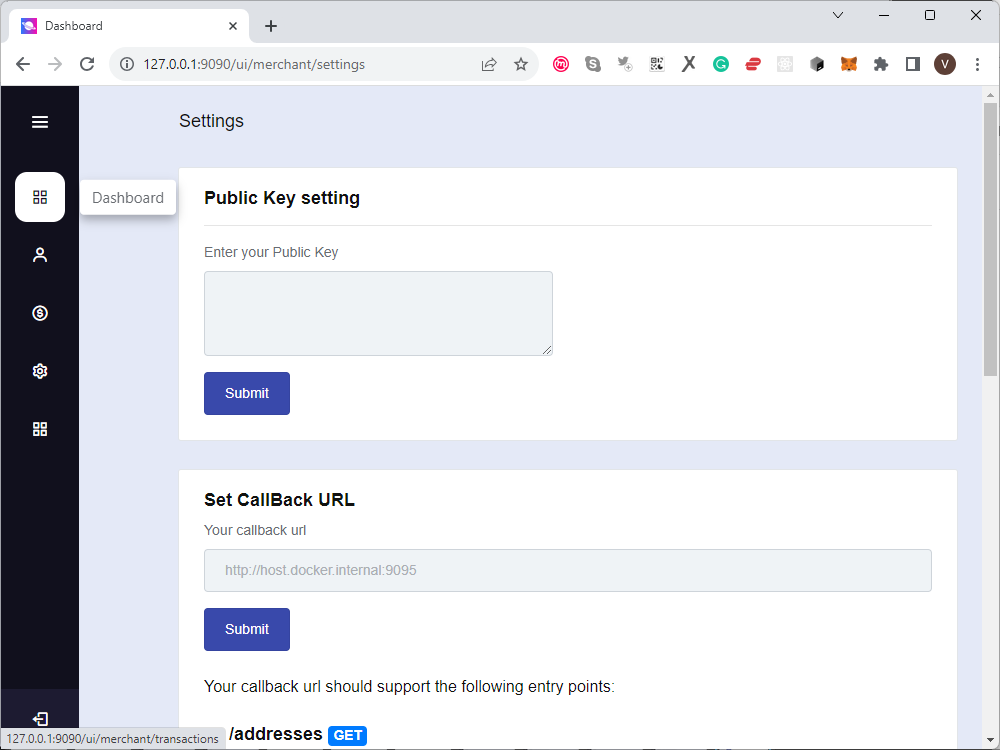 Dashboard
127.0.0.1:9090/ui/merchant/settings
V
Settings
Dashboard
Public Key setting
Enter your Public Key
Submit
Set CallBack URL
Your callback url
http://host.docker.internal:9095
Submit
Your callback url should support the following entry points:
/addresses GET
127.0.0.1:9090/ui/merchant/transactions